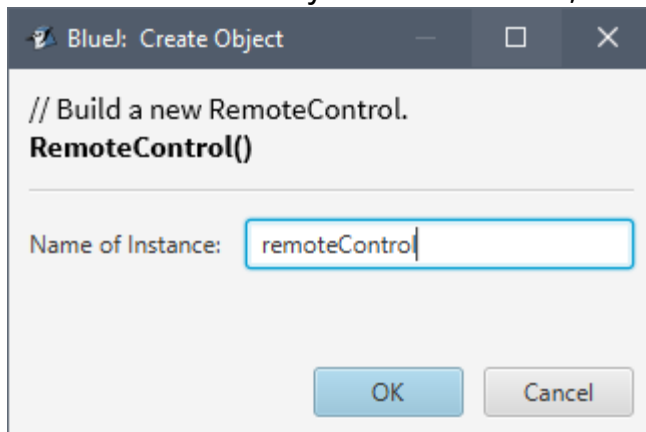 BlueJ: Create Object
// Build a new RemoteControl.
RemoteControl()
Name of Instance: remoteControl
OK Cancel